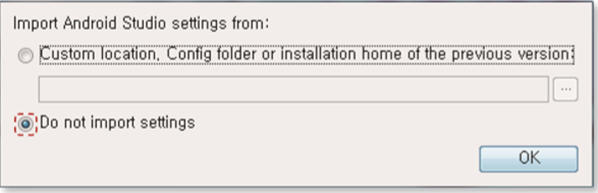 Import Android Studio settings from:
Custom location, Config folder or installation home of the previous version:
...
Do not import settings
OK